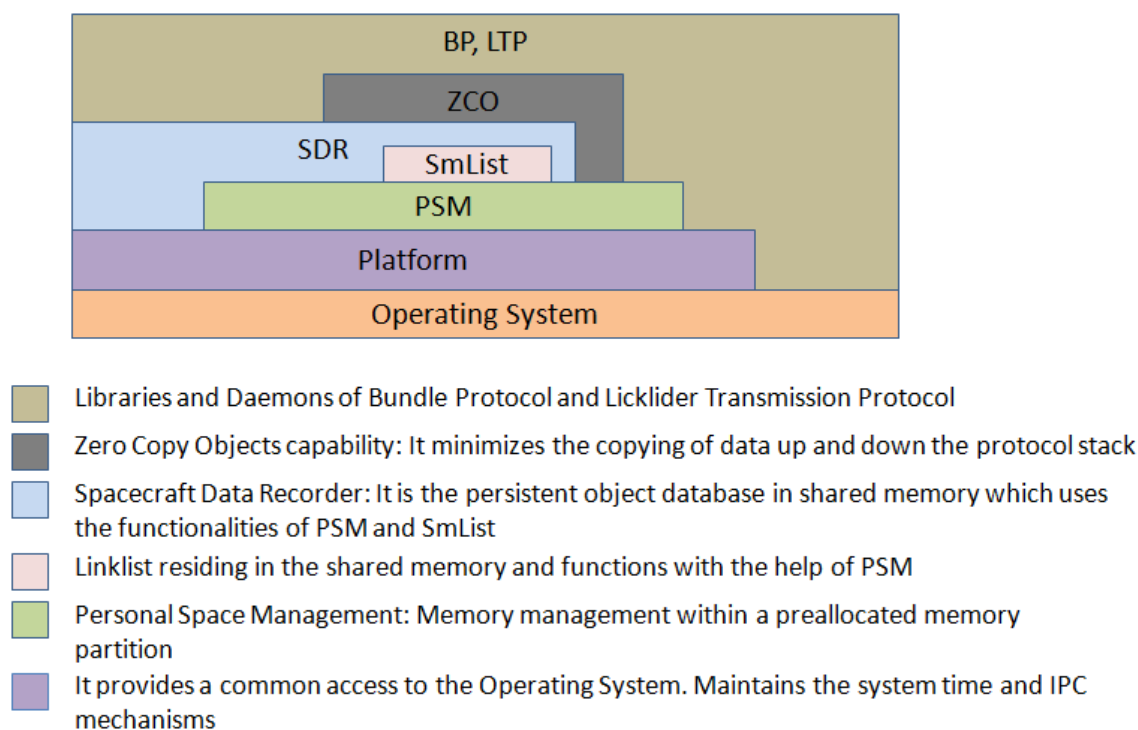 BP, LTP
ZCO
SDR
SmList
PSM
Platform
Operating System
Libraries and Daemons of Bundle Protocol and Licklider Transmission Protocol
Zero Copy Objects capability: It minimizes the copying of data up and down the protocol stack
Spacecraft Data Recorder: It is the persistent object database in shared memory which uses
the functionalities of PSM and SmList
Linklist residing in the shared memory and functions with the help of PSM
Personal Space Management: Memory management within a preallocated memory
partition
It provides a common access to the Operating System. Maintains the system time and IPC
mechanisms